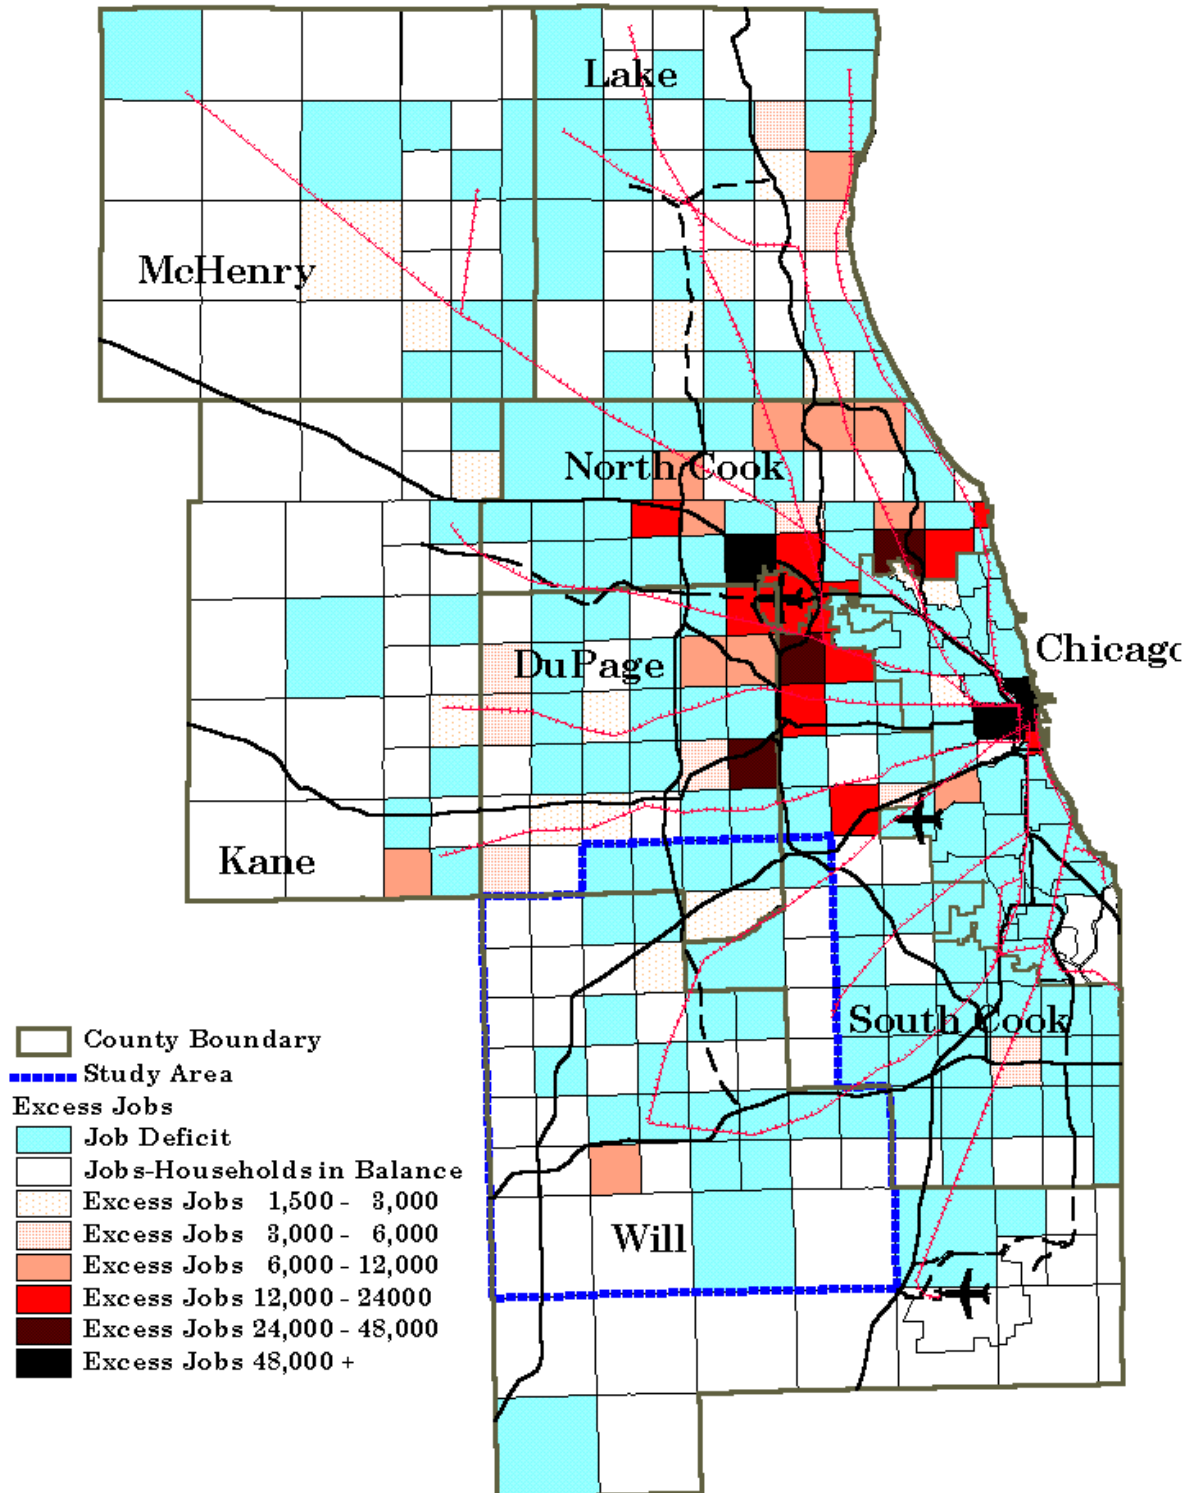 Lake
McHenry
North Cook
Chicago
DuPage
Kane
South Cook
County Boundary
Study Area
Excess Jobs
Job Deficit
Jobs-Households in Balance
Excess Jobs 1,500 - 3,000
Excess Jobs 3,000 - 6,000
Excess Jobs 6,000 - 12,000
Excess Jobs 12,000 - 24000
Excess Jobs 24,000 - 48,000
Excess Jobs 48,000 +
Will